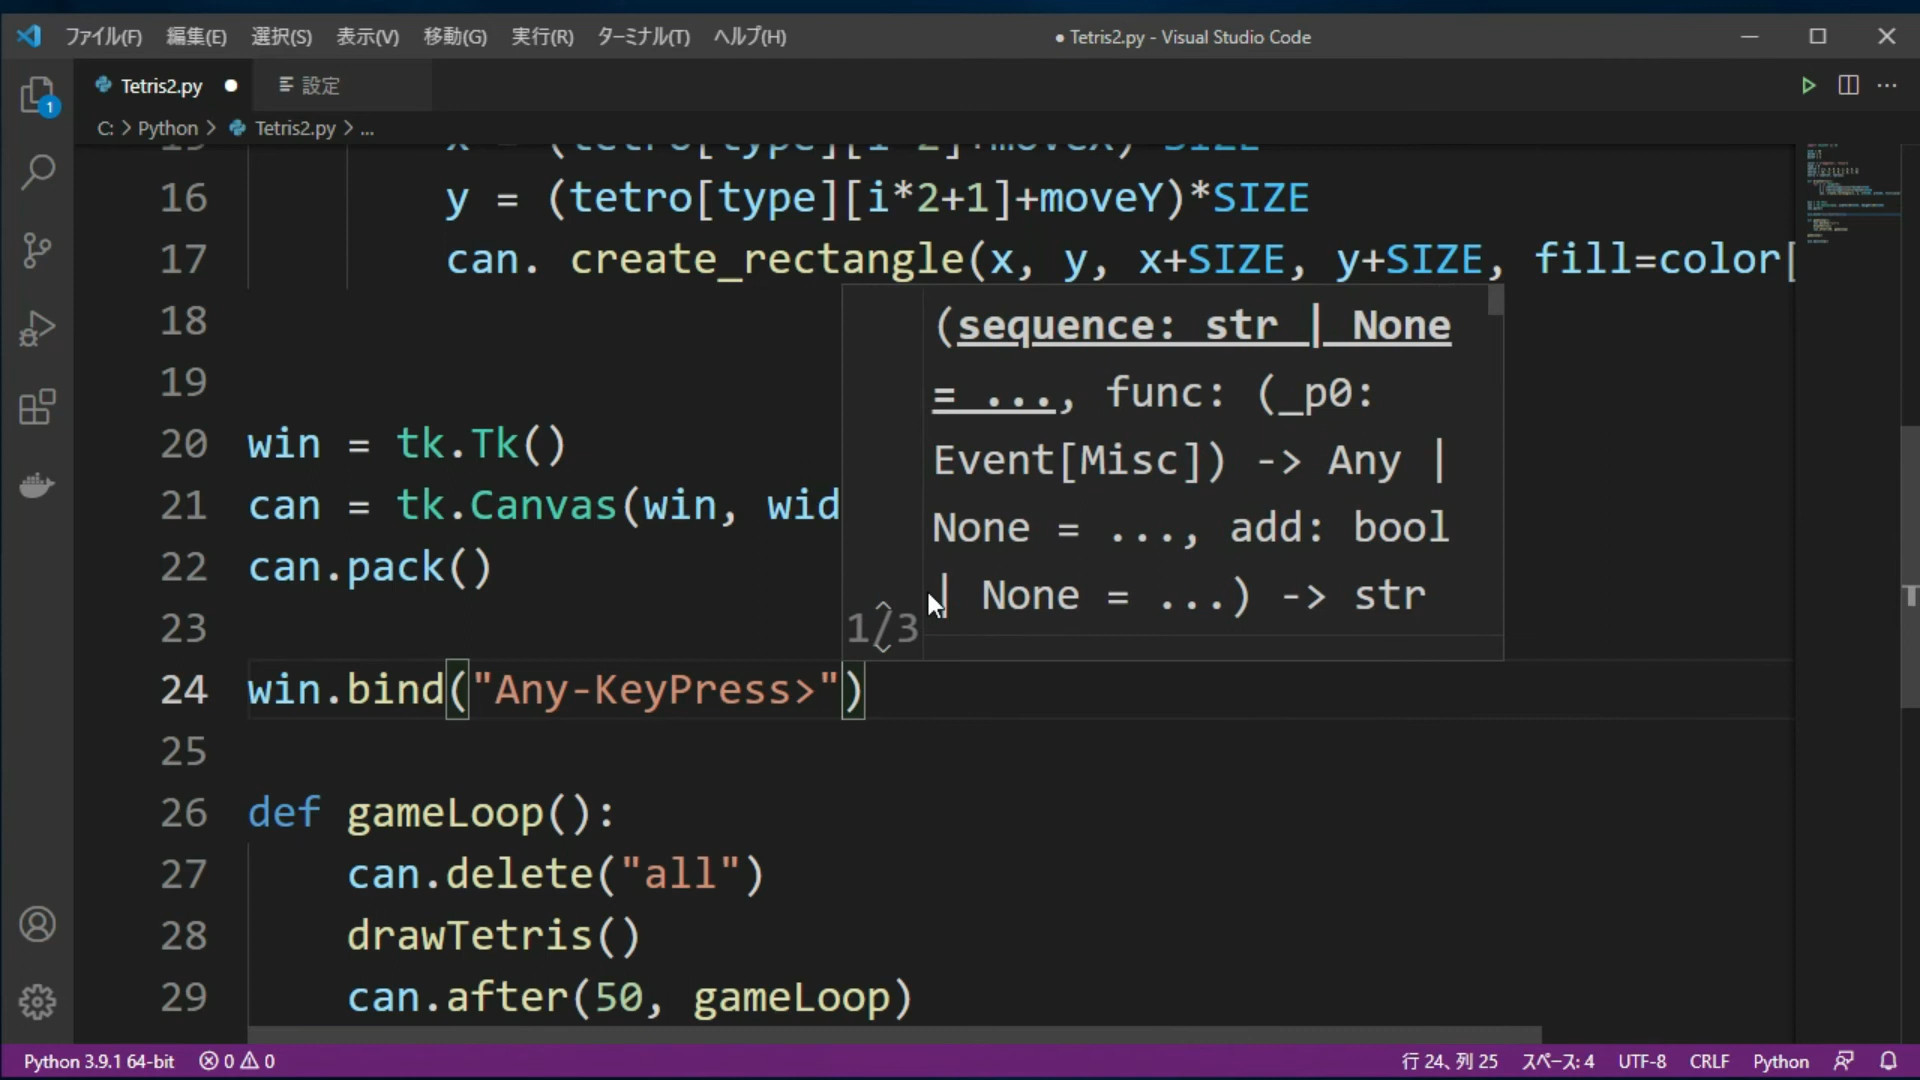 ファイル(F) 編集(E) 選択(S) 表示(V) 移動(G) 実行(R) ターミナル(T) ヘルプ(H) ● Tetris2.py - Visual Studio Code
Tetris2.py ● 設定
1
C: > Python > Tetris2.py > ...
16 y = (tetro[type][i*2+1]+moveY)*SIZE
17 can. create_rectangle(x, y, x+SIZE, y+SIZE, fill=color[
18
19
20 win = tk.Tk()
21 can = tk.Canvas(win, wid
22 can.pack()
23
24 win.bind("Any-KeyPress>")
25
26 def gameLoop():
27 can.delete("all")
28 drawTetris()
29 can.after(50, gameLoop)
(sequence: str | None
= ..., func: (_p0:
Event[Misc]) -> Any |
None = ..., add: bool
| None = ...) -> str
1/3
Python 3.9.1 64-bit 0 0 行 24、列 25 スペース: 4 UTF-8 CRLF Python